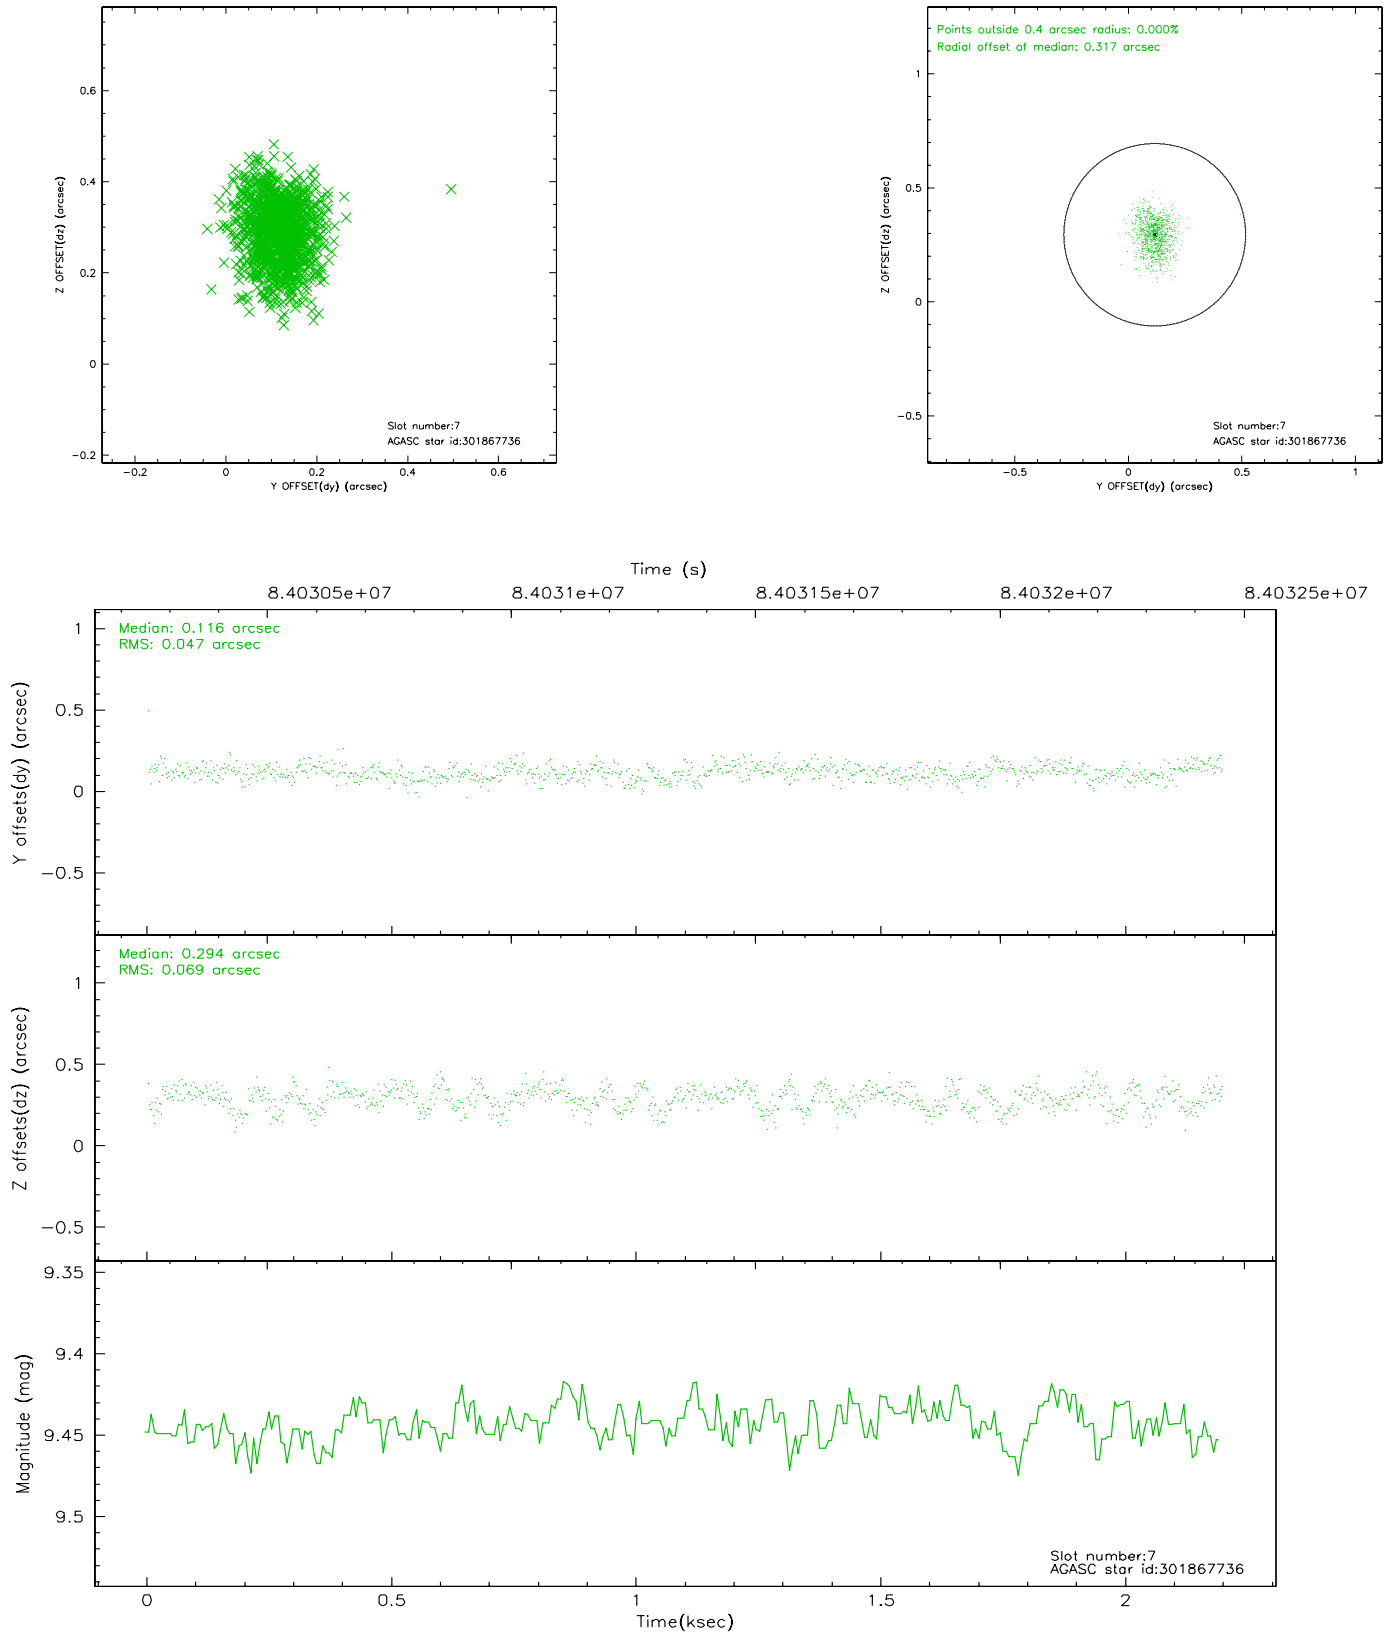 0.6
0.4
0.2
0
−0.2
Z OFFSET(dz) (arcsec)
Slot number:7
AGASC star id:301867736
−0.2 0 0.2 0.4 0.6
Y OFFSET(dy) (arcsec)
Points outside 0.4 arcsec radius: 0.000%
Radial offset of median: 0.317 arcsec
1
0.5
0
−0.5
Z OFFSET(dz) (arcsec)
Slot number:7
AGASC star id:301867736
−0.5 0 0.5 1
Y OFFSET(dy) (arcsec)
Time (s)
8.40305e+07 8.4031e+07 8.40315e+07 8.4032e+07 8.40325e+07
Median: 0.116 arcsec
RMS: 0.047 arcsec
1
0.5
0
−0.5
Y offsets(dy) (arcsec)
Median: 0.294 arcsec
RMS: 0.069 arcsec
1
0.5
0
−0.5
Z offsets(dz) (arcsec)
9.35
9.4
9.45
9.5
Magnitude (mag)
Slot number:7
AGASC star id:301867736
0 0.5 1 1.5 2
Time(ksec)